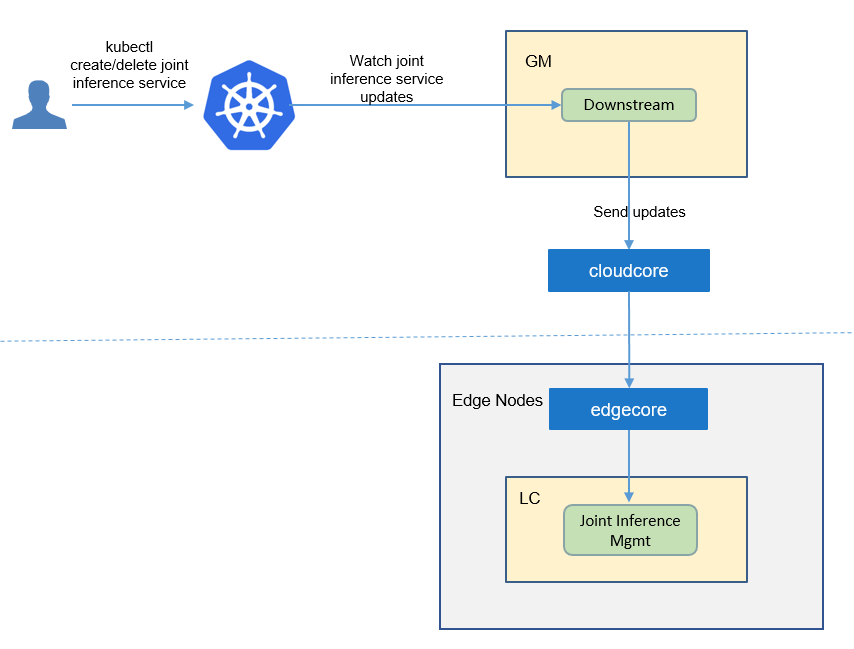 kubectl
create/delete joint
inference service
Watch joint
inference service
updates
GM
Downstream
Send updates
cloudcore
Edge Nodes
edgecore
LC
Joint Inference
Mgmt